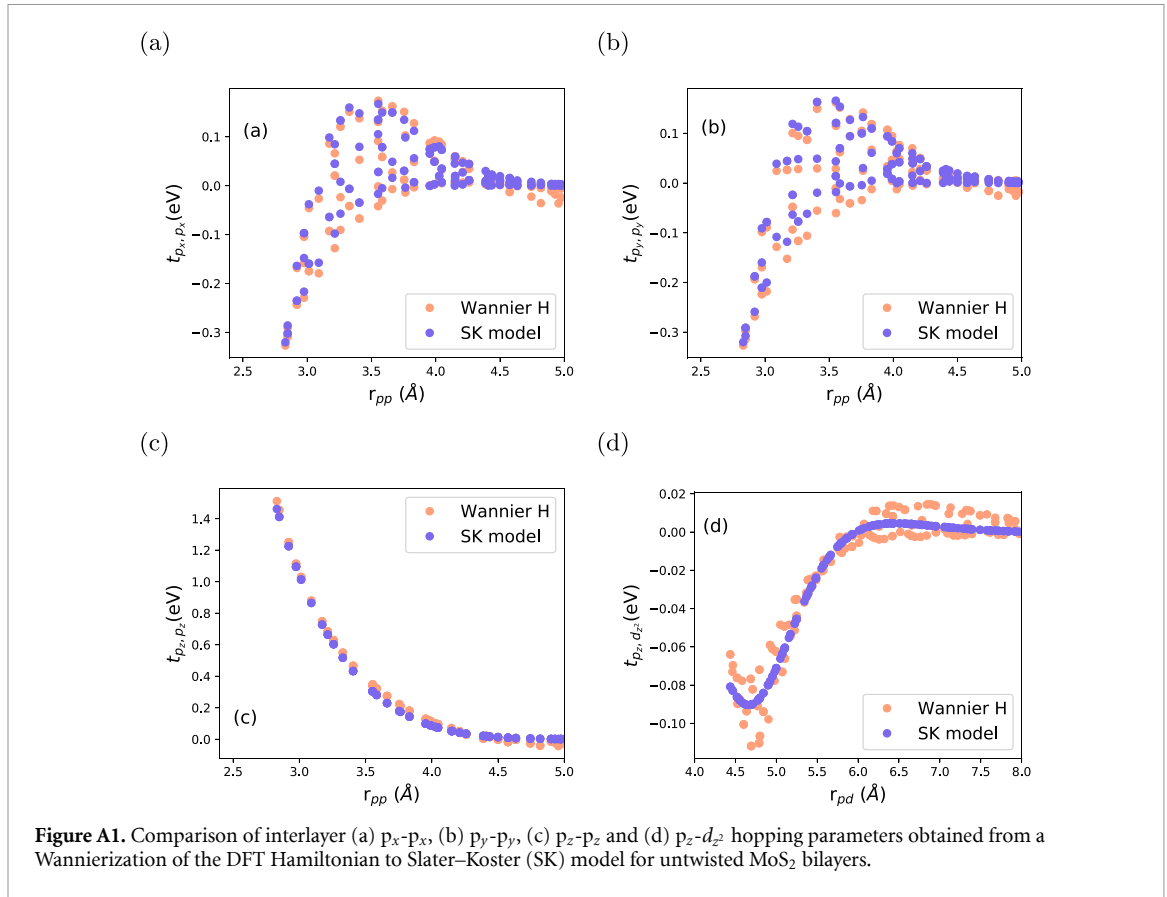 (a)
(b)
(a)
0.1
0.0
−0.1
−0.2
−0.3
t_{p_x, p_x}(eV)
Wannier H
SK model
2.5 3.0 3.5 4.0 4.5 5.0
r_{pp} (Å)
(b)
0.1
0.0
−0.1
−0.2
−0.3
t_{p_y, p_y}(eV)
Wannier H
SK model
2.5 3.0 3.5 4.0 4.5 5.0
r_{pp} (Å)
(c)
(d)
1.4
1.2
1.0
0.8
0.6
0.4
0.2
0.0
t_{p_z, p_z}(eV)
Wannier H
SK model
(c)
2.5 3.0 3.5 4.0 4.5 5.0
r_{pp} (Å)
0.02
0.00
−0.02
−0.04
−0.06
−0.08
−0.10
t_{p_z, d_{z^2}}(eV)
(d)
Wannier H
SK model
4.0 4.5 5.0 5.5 6.0 6.5 7.0 7.5 8.0
r_{pd} (Å)
Figure A1. Comparison of interlayer (a) p_x-p_x, (b) p_y-p_y, (c) p_z-p_z and (d) p_z-d_{z^2} hopping parameters obtained from a
Wannierization of the DFT Hamiltonian to Slater–Koster (SK) model for untwisted MoS₂ bilayers.